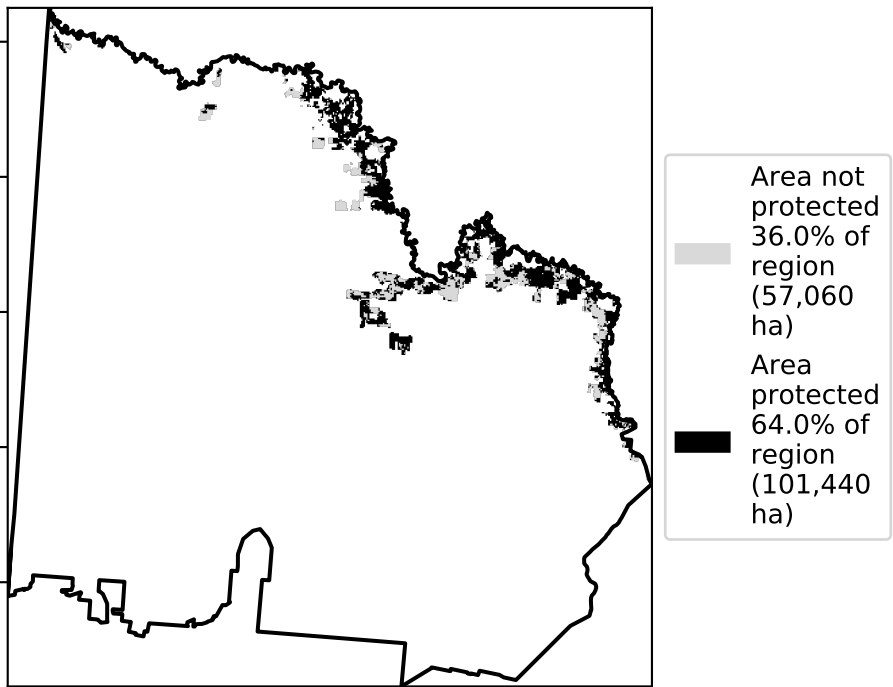 Area not
protected
36.0% of
region
(57,060
ha)
Area
protected
64.0% of
region
(101,440
ha)